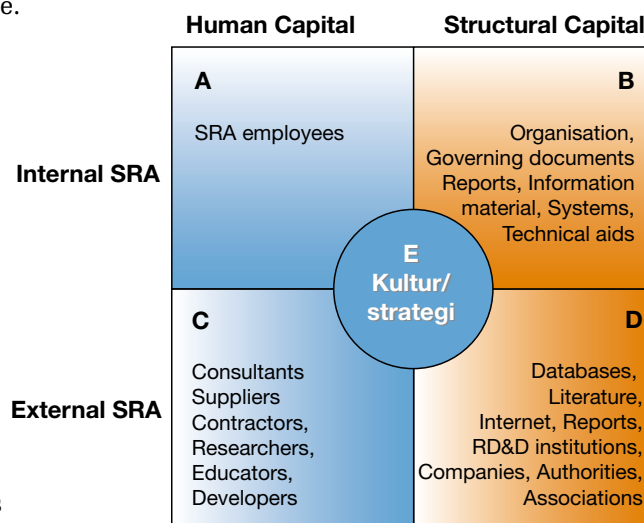 e.
Human Capital
Structural Capital
A
B
SRA employees
Organisation,
Governing documents
Reports, Information
material, Systems,
Technical aids
Internal SRA
E
Kultur/
strategi
C
D
Consultants
Suppliers
Contractors,
Researchers,
Educators,
Developers
Databases,
Literature,
Internet, Reports,
RD&D institutions,
Companies, Authorities,
Associations
External SRA
s